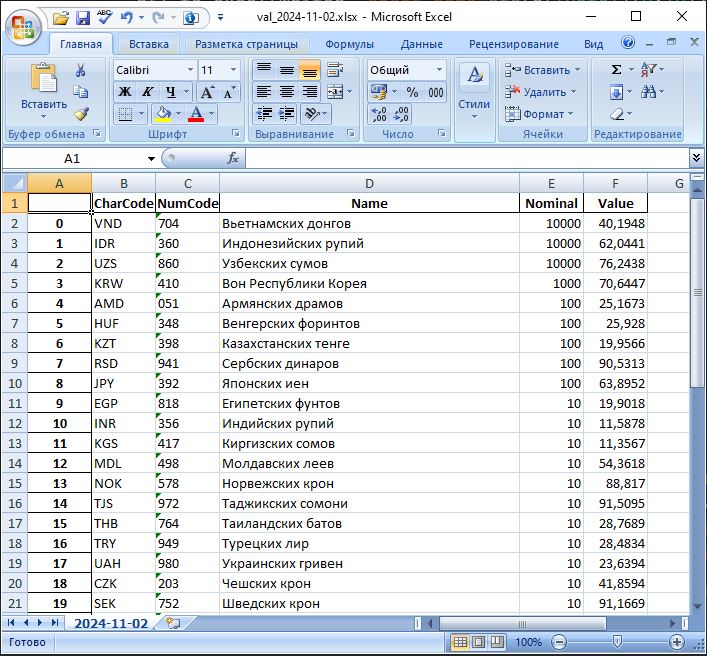 val_2024-11-02.xlsx - Microsoft Excel
Главная Вставка Разметка страницы Формулы Данные Рецензирование Вид
Calibri 11 Общий
Вставить Ж К Ч A A % 000 Стили Вставить Σ
Удалить
Формат
Буфер обмена Шрифт Выравнивание Число Ячейки Редактирование
A1 fx
A B C D E F G
1 CharCode NumCode Name Nominal Value
2 0 VND 704 Вьетнамских донгов 10000 40,1948
3 1 IDR 360 Индонезийских рупий 10000 62,0441
4 2 UZS 860 Узбекских сумов 10000 76,2438
5 3 KRW 410 Вон Республики Корея 1000 70,6447
6 4 AMD 051 Армянских драмов 100 25,1673
7 5 HUF 348 Венгерских форинтов 100 25,928
8 6 KZT 398 Казахстанских тенге 100 19,9566
9 7 RSD 941 Сербских динаров 100 90,5313
10 8 JPY 392 Японских иен 100 63,8952
11 9 EGP 818 Египетских фунтов 10 19,9018
12 10 INR 356 Индийских рупий 10 11,5878
13 11 KGS 417 Киргизских сомов 10 11,3567
14 12 MDL 498 Молдавских леев 10 54,3618
15 13 NOK 578 Норвежских крон 10 88,817
16 14 TJS 972 Таджикских сомони 10 91,5095
17 15 THB 764 Таиландских батов 10 28,7689
18 16 TRY 949 Турецких лир 10 28,4834
19 17 UAH 980 Украинских гривен 10 23,6394
20 18 CZK 203 Чешских крон 10 41,8594
21 19 SEK 752 Шведских крон 10 91,1669
2024-11-02
Готово 100%